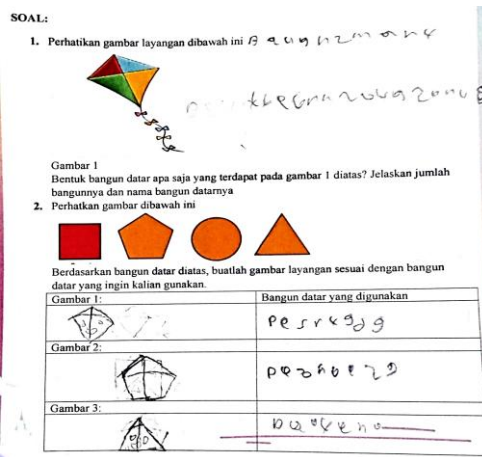 SOAL:
1. Perhatikan gambar layangan dibawah ini
Gambar 1
Bentuk bangun datar apa saja yang terdapat pada gambar 1 diatas? Jelaskan jumlah
bangunnya dan nama bangun datarnya
2. Perhatkan gambar dibawah ini
Berdasarkan bangun datar diatas, buatlah gambar layangan sesuai dengan bangun
datar yang ingin kalian gunakan.
Gambar 1: Bangun datar yang digunakan
Gambar 2:
Gambar 3: